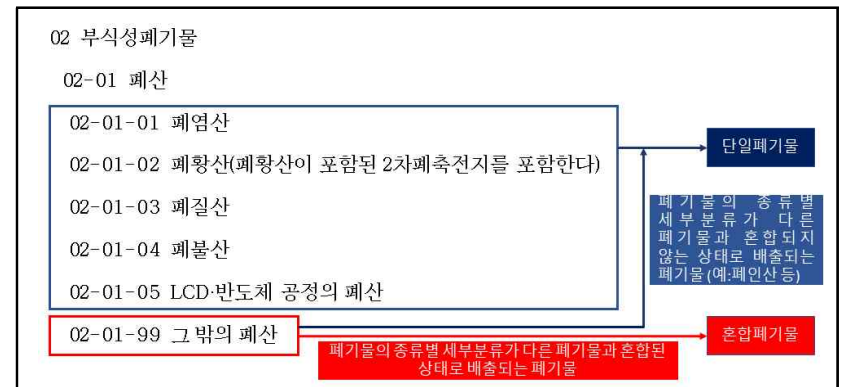 02 부식성폐기물
02-01 폐산
02-01-01 폐염산
02-01-02 폐황산(폐황산이 포함된 2차폐축전지를 포함한다)
02-01-03 폐질산
02-01-04 폐불산
02-01-05 LCD·반도체 공정의 폐산
02-01-99 그 밖의 폐산
단일폐기물
폐기물의 종류별
세부분류가 다른
폐기물과 혼합되지
않는 상태로 배출되는
폐기물(예:폐인산 등)
혼합폐기물
폐기물의 종류별 세부분류가 다른 폐기물과 혼합된
상태로 배출되는 폐기물